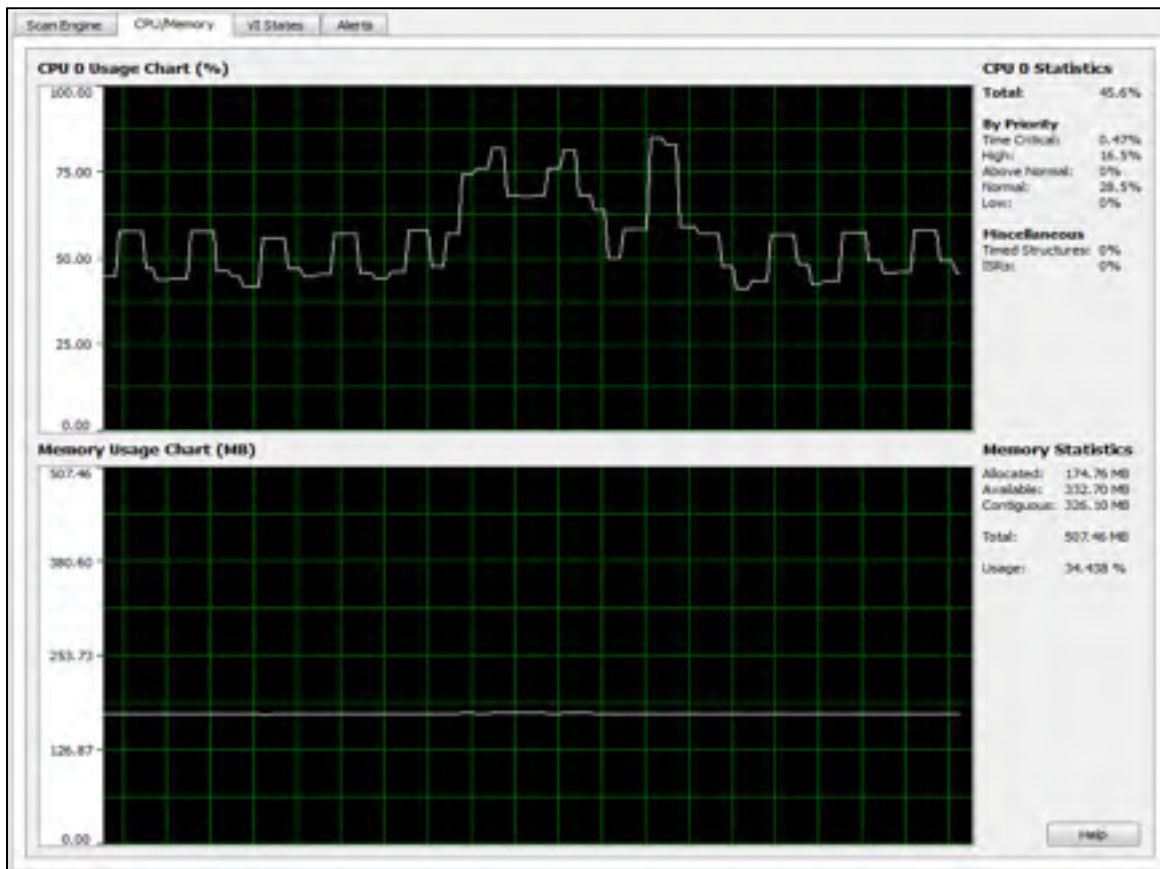 Scan Engine CPU/Memory VI States Alerts
CPU 0 Usage Chart (%)
100.00
75.00
50.00
25.00
0.00
CPU 0 Statistics
Total: 45.6%
By Priority
Time Critical: 0.47%
High: 16.5%
Above Normal: 0%
Normal: 28.5%
Low: 0%
Miscellaneous
Timed Structures: 0%
ISRs: 0%
Memory Usage Chart (MB)
507.46
380.60
253.73
126.87
0.00
Memory Statistics
Allocated: 174.76 MB
Available: 332.70 MB
Contiguous: 326.10 MB
Total: 507.46 MB
Usage: 34.438 %
Help